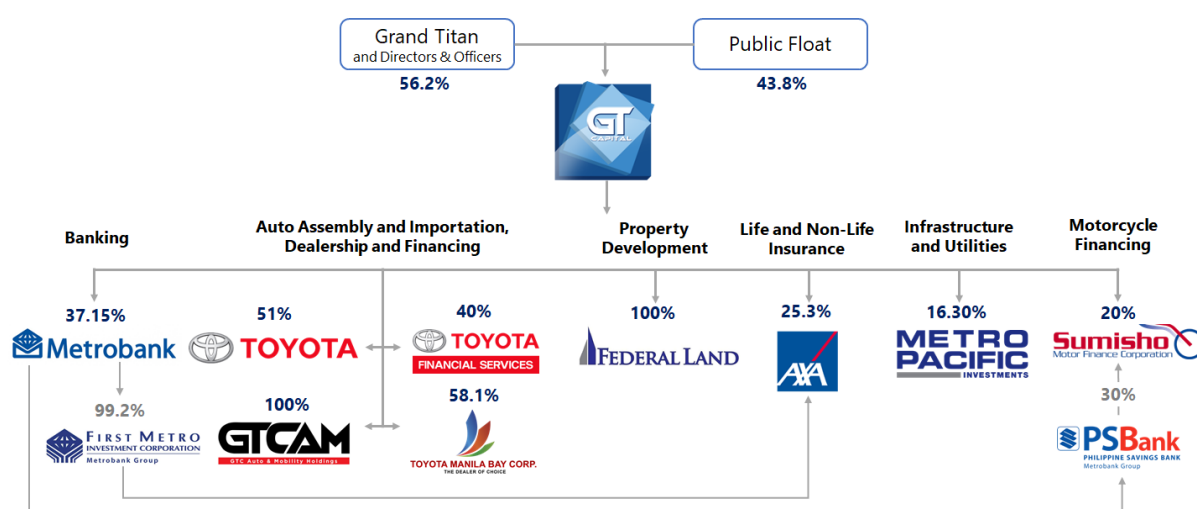 Grand Titan
and Directors & Officers
56.2%
Public Float
43.8%
GT
CAPITAL
Banking
Auto Assembly and Importation,
Dealership and Financing
Property
Development
Life and Non-Life
Insurance
Infrastructure
and Utilities
Motorcycle
Financing
37.15%
Metrobank
51%
TOYOTA
40%
TOYOTA
FINANCIAL SERVICES
100%
FEDERAL LAND
25.3%
AXA
16.30%
METRO
PACIFIC
INVESTMENTS
20%
Sumisho
Motor Finance Corporation
99.2%
FIRST METRO
INVESTMENT CORPORATION
Metrobank Group
100%
GTCAM
GTC Auto & Mobility Holdings
58.1%
TOYOTA MANILA BAY CORP.
THE DEALER OF CHOICE
30%
PSBank
PHILIPPINE SAVINGS BANK
Metrobank Group